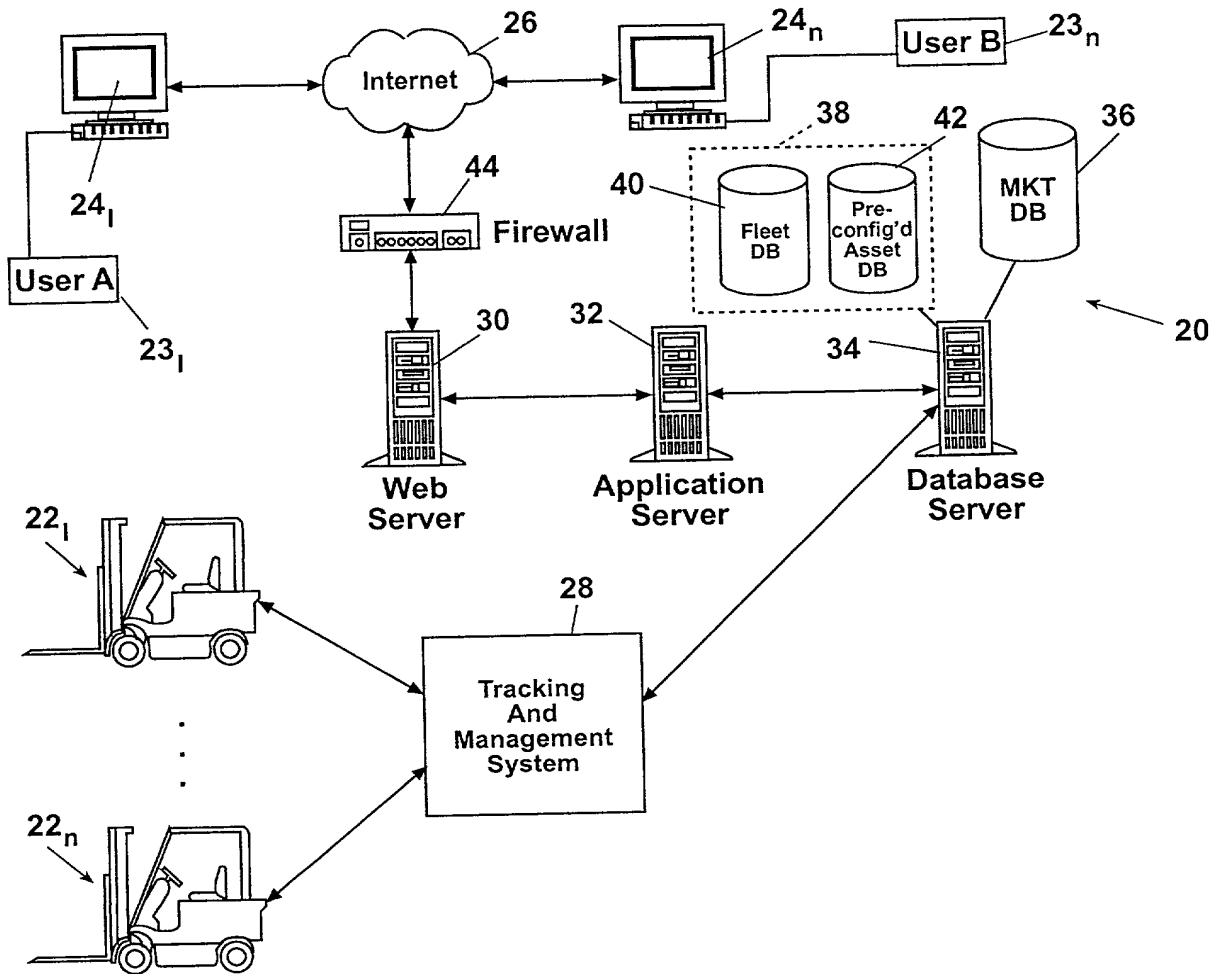 26
Internet
24n
User B
23n
24l
User A
23l
44
Firewall
38
40
Fleet
DB
42
Pre-
config'd
Asset
DB
36
MKT
DB
20
30
Web
Server
32
Application
Server
34
Database
Server
22l
28
Tracking
And
Management
System
22n